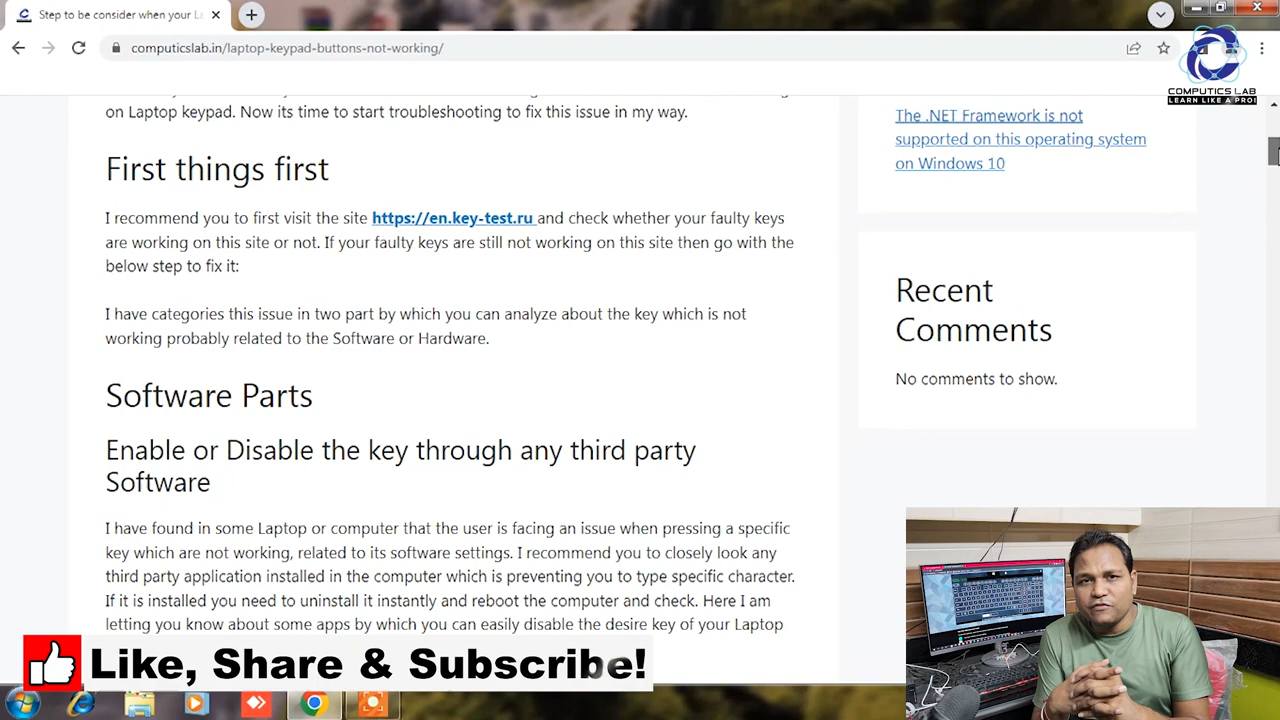 Step to be consider when your La
computicslab.in/laptop-keypad-buttons-not-working/
COMPUTICS LAB
LEARN LIKE A PRO!
on Laptop keypad. Now its time to start troubleshooting to fix this issue in my way.
First things first
I recommend you to first visit the site https://en.key-test.ru and check whether your faulty keys
are working on this site or not. If your faulty keys are still not working on this site then go with the
below step to fix it:
I have categories this issue in two part by which you can analyze about the key which is not
working probably related to the Software or Hardware.
Software Parts
Enable or Disable the key through any third party
Software
I have found in some Laptop or computer that the user is facing an issue when pressing a specific
key which are not working, related to its software settings. I recommend you to closely look any
third party application installed in the computer which is preventing you to type specific character.
If it is installed you need to uninstall it instantly and reboot the computer and check. Here I am
letting you know about some apps by which you can easily disable the desire key of your Laptop
The .NET Framework is not
supported on this operating system
on Windows 10
Recent
Comments
No comments to show.
Like, Share & Subscribe!